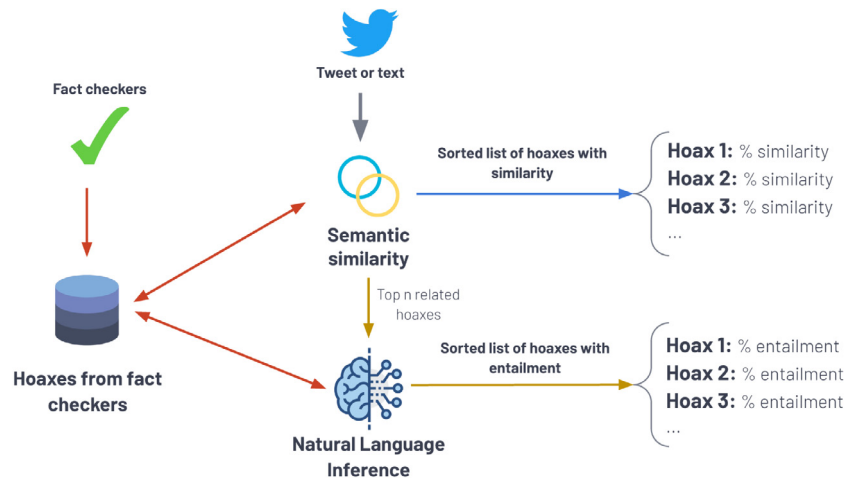 Tweet or text
Fact checkers
Sorted list of hoaxes with
similarity
Hoax 1: % similarity
Hoax 2: % similarity
Hoax 3: % similarity
...
Semantic
similarity
Top n related
hoaxes
Hoaxes from fact
checkers
Sorted list of hoaxes with
entailment
Hoax 1: % entailment
Hoax 2: % entailment
Hoax 3: % entailment
...
Natural Language
Inference